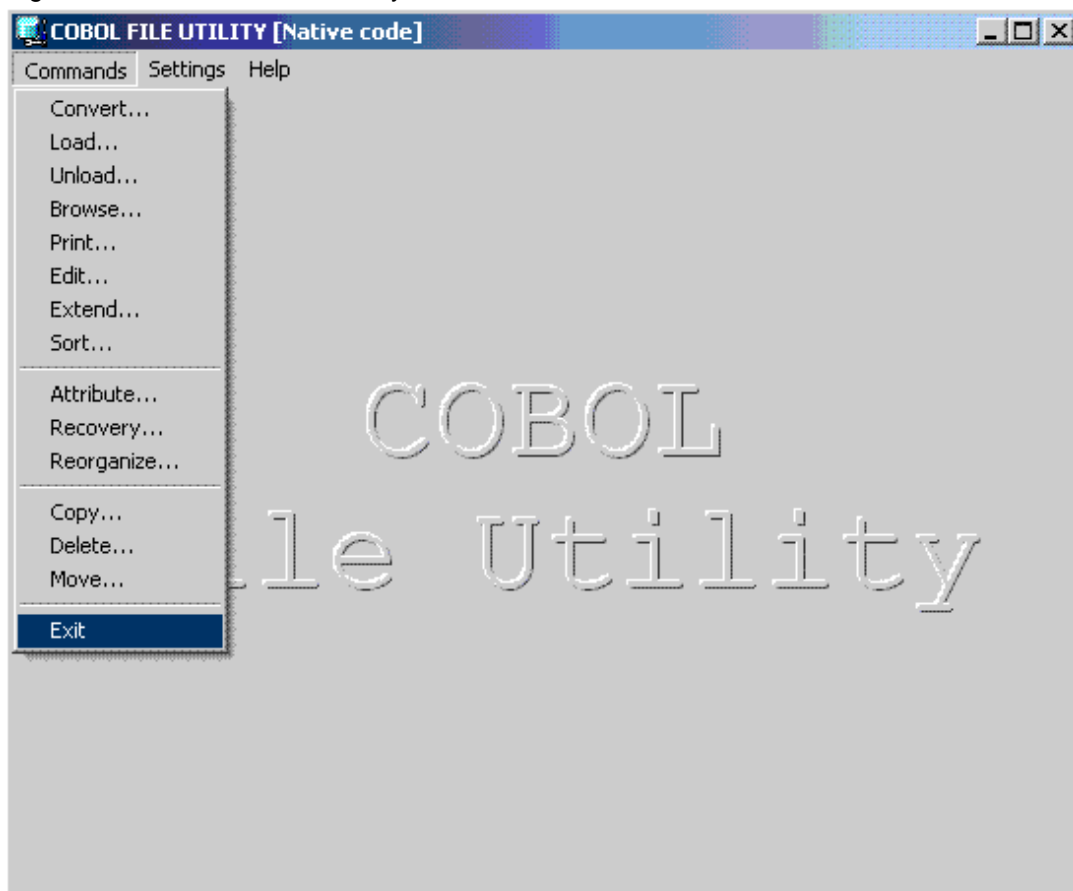 COBOL FILE UTILITY [Native code]
Commands Settings Help
Convert...
Load...
Unload...
Browse...
Print...
Edit...
Extend...
Sort...
Attribute...
Recovery...
Reorganize...
Copy...
Delete...
Move...
Exit
COBOL
le Utility